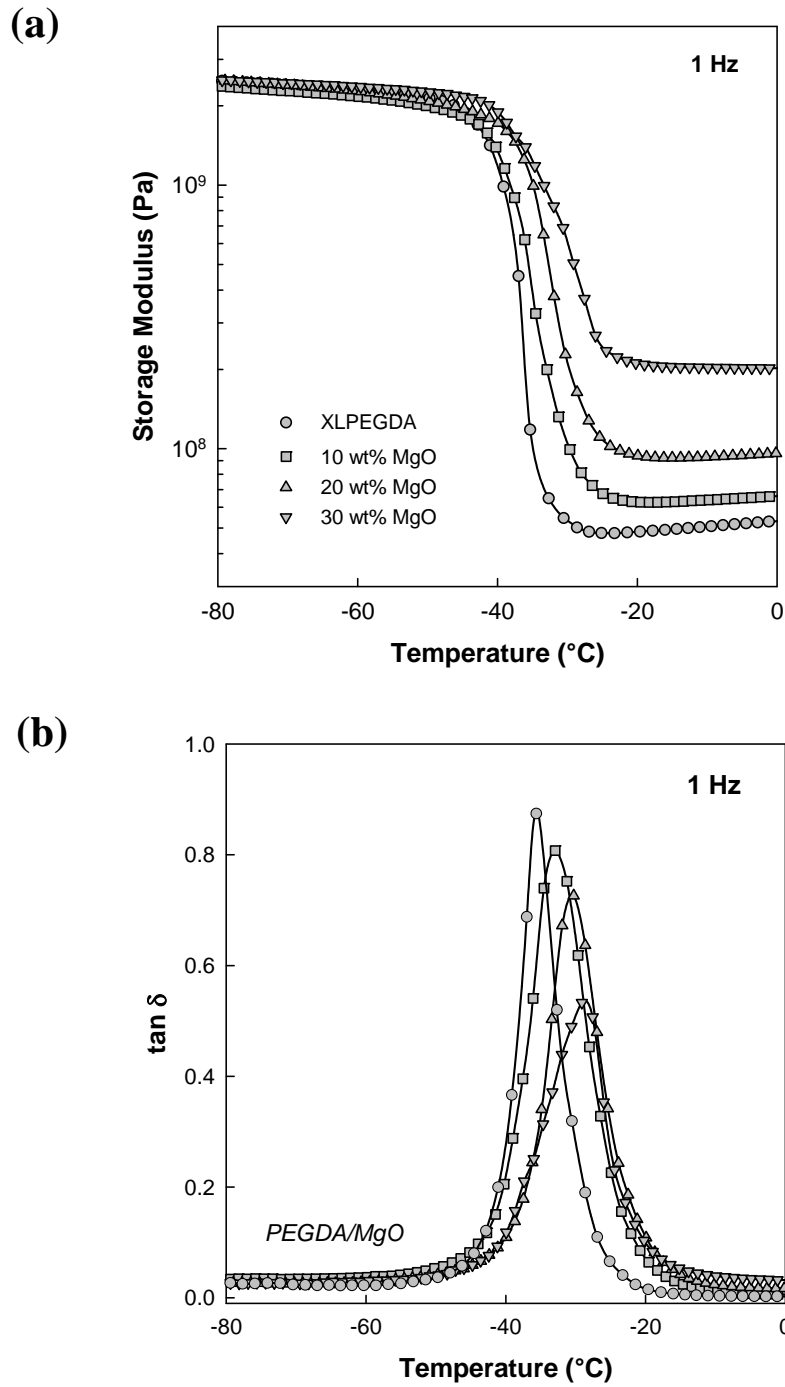 (a)
1 Hz
Storage Modulus (Pa)
10⁹
10⁸
XLPEGDA
10 wt% MgO
20 wt% MgO
30 wt% MgO
-80 -60 -40 -20 0
Temperature (°C)
(b)
1 Hz
tan δ
1.0
0.8
0.6
0.4
0.2
0.0
PEGDA/MgO
-80 -60 -40 -20 0
Temperature (°C)